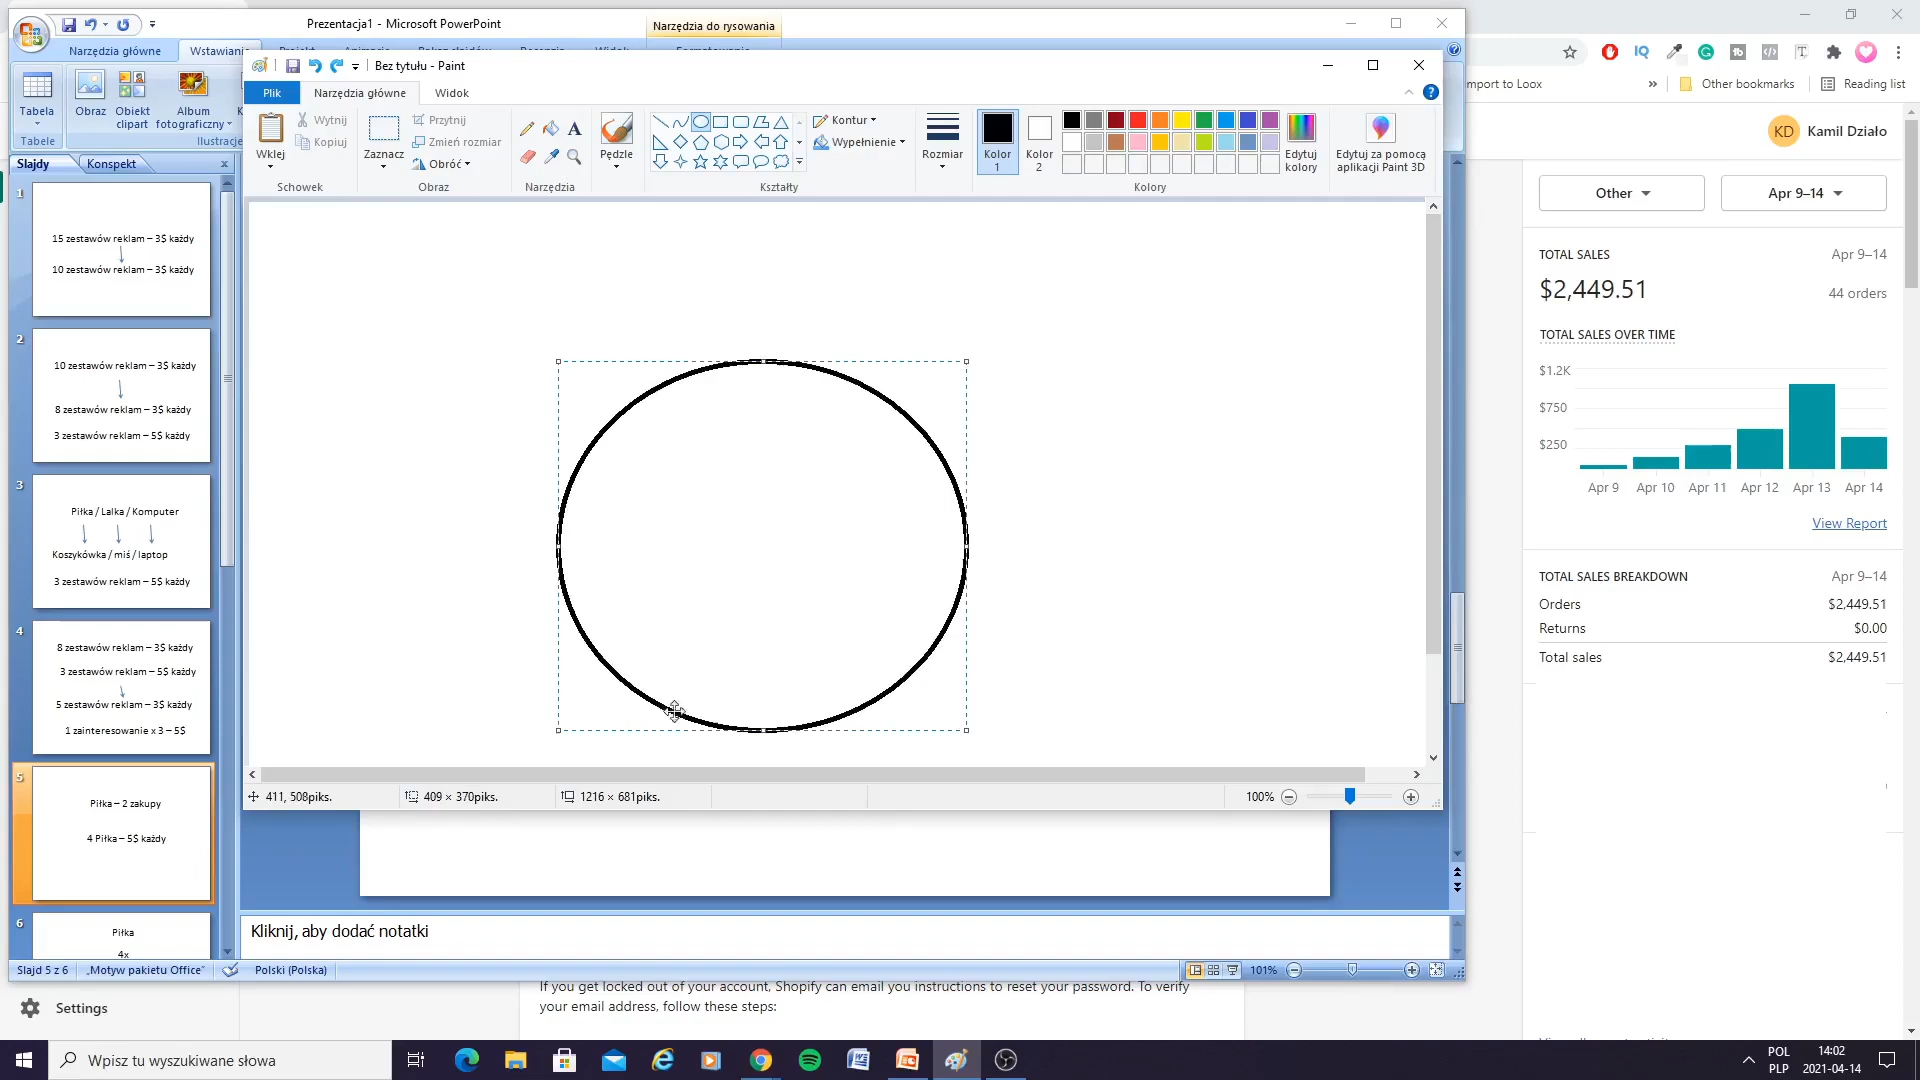 Prezentacja1 - Microsoft PowerPoint
Narzędzia do rysowania
Narzędzia główne
Wstawianie
Tabela
Obraz
Obiekt clipart
Album fotograficzny
Tabele
Ilustracje
Slajdy
Konspekt
1
15 zestawów reklam – 3$ każdy
10 zestawów reklam – 3$ każdy
2
10 zestawów reklam – 3$ każdy
8 zestawów reklam – 3$ każdy
3 zestawów reklam – 5$ każdy
3
Piłka / Lalka / Komputer
Koszykówka / miś / laptop
3 zestawów reklam – 5$ każdy
4
8 zestawów reklam – 3$ każdy
3 zestawów reklam – 5$ każdy
5 zestawów reklam – 3$ każdy
1 zainteresowanie x 3 – 5$
5
Piłka – 2 zakupy
4 Piłka – 5$ każdy
6
Piłka
4x
Slajd 5 z 6
„Motyw pakietu Office”
Polski (Polska)
101%
Kliknij, aby dodać notatki
Bez tytułu - Paint
Plik
Narzędzia główne
Widok
Wklej
Wytnij
Kopiuj
Schowek
Zaznacz
Przytnij
Zmień rozmiar
Obróć
Obraz
A
Narzędzia
Pędzle
Kontur
Wypełnienie
Kształty
Rozmiar
Kolor 1
Kolor 2
Edytuj kolory
Kolory
Edytuj za pomocą aplikacji Paint 3D
411, 508piks.
409 × 370piks.
1216 × 681piks.
100%
IQ
mport to Loox
»
Other bookmarks
Reading list
KD
Kamil Działo
Other
Apr 9–14
TOTAL SALES
Apr 9–14
$2,449.51
44 orders
TOTAL SALES OVER TIME
$1.2K
$750
$250
Apr 9
Apr 10
Apr 11
Apr 12
Apr 13
Apr 14
View Report
TOTAL SALES BREAKDOWN
Apr 9–14
Orders
$2,449.51
Returns
$0.00
Total sales
$2,449.51
Settings
If you get locked out of your account, Shopify can email you instructions to reset your password. To verify
your email address, follow these steps:
Wpisz tu wyszukiwane słowa
POL
PLP
14:02
2021-04-14